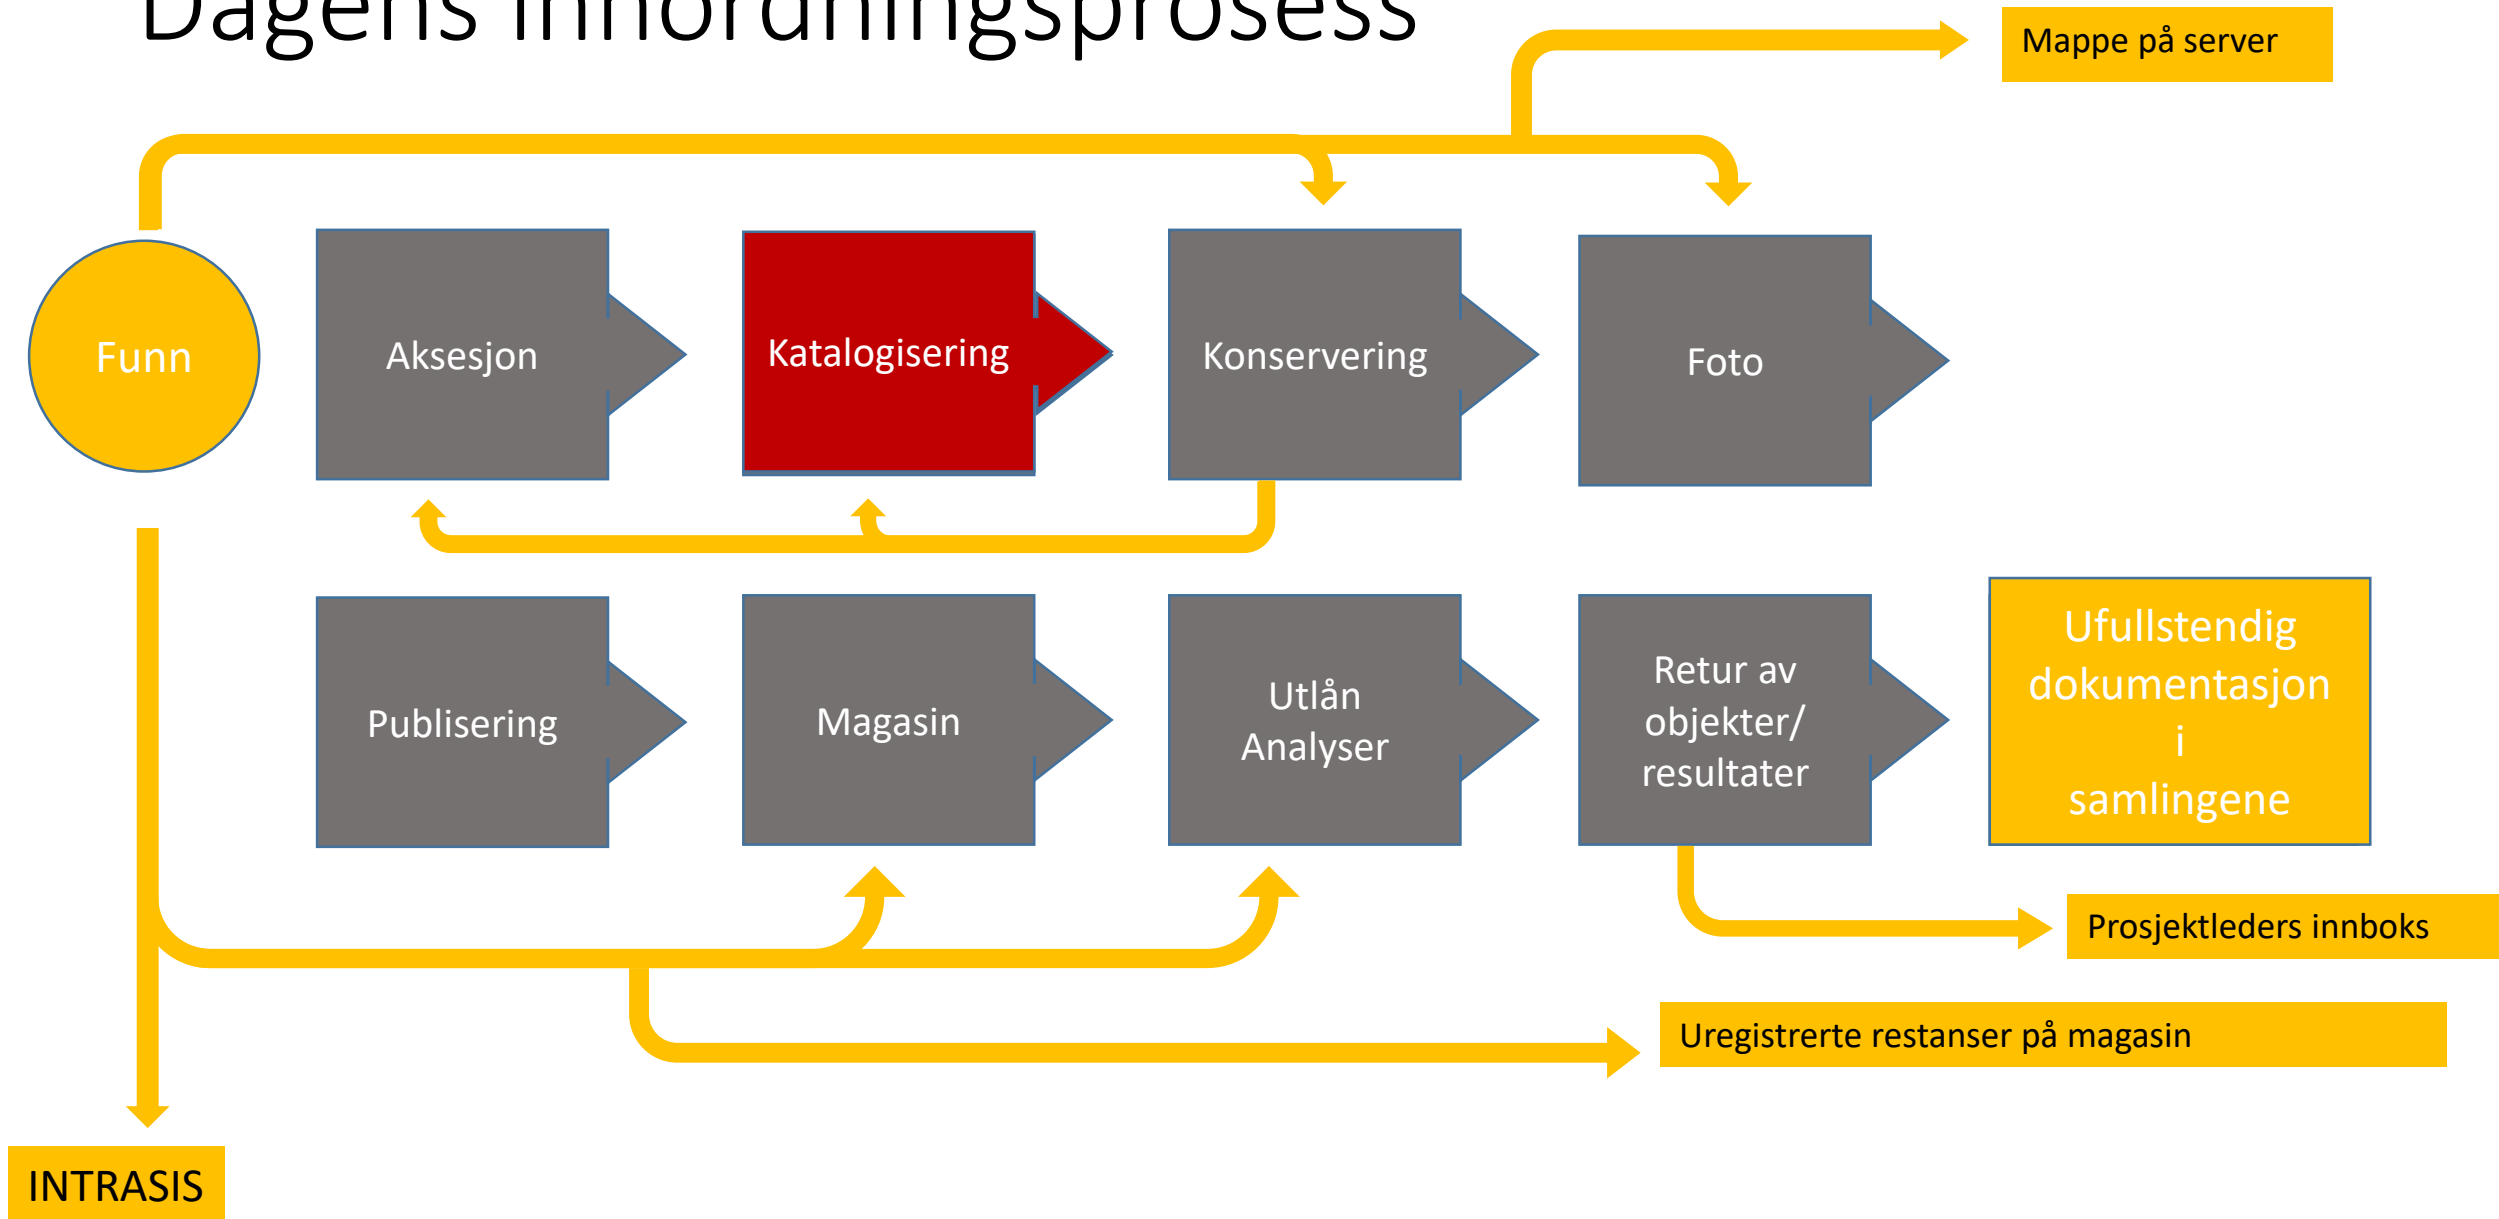 Dagens innordningsprosess
Mappe på server
Funn
Aksesjon
Katalogisering
Konservering
Foto
Publisering
Magasin
Utlån
Analyser
Retur av
objekter/
resultater
Ufullstendig
dokumentasjon
i
samlingene
Prosjektleders innboks
Uregistrerte restanser på magasin
INTRASIS